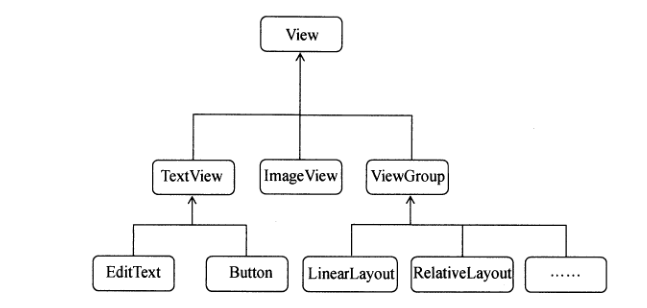 View
TextView
ImageView
ViewGroup
EditText
Button
LinearLayout
RelativeLayout
……